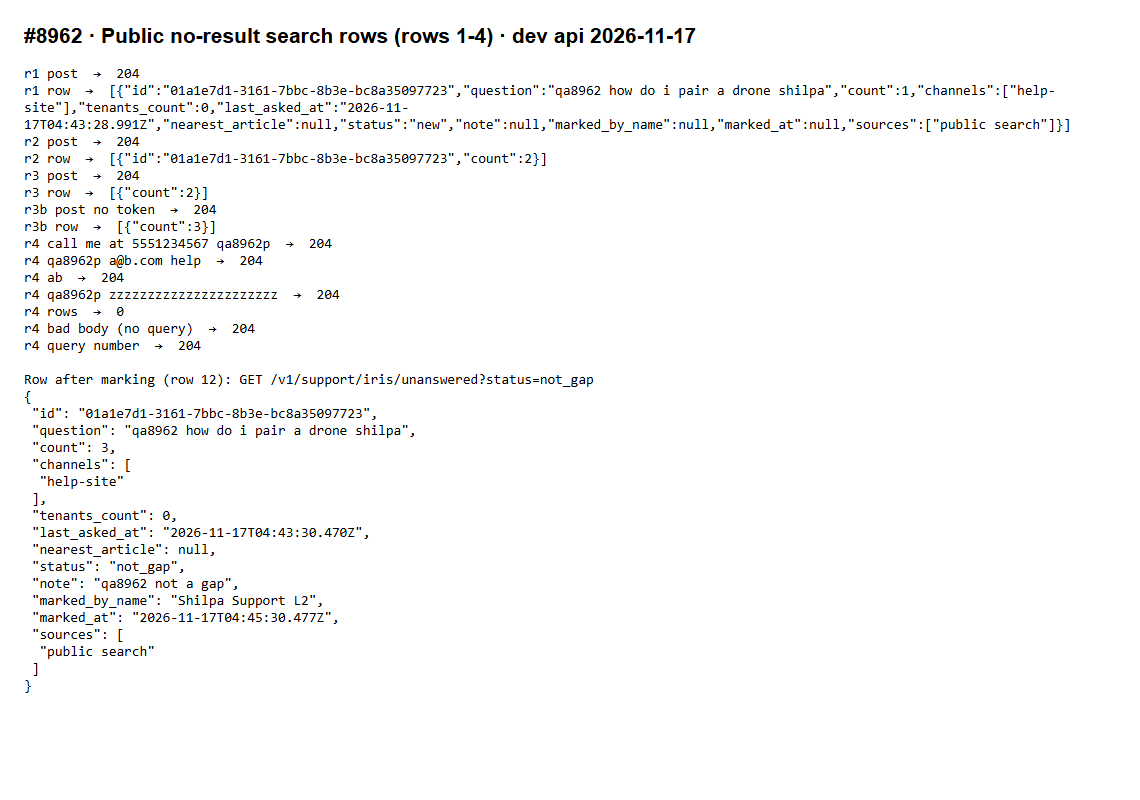 #8962 · Public no-result search rows (rows 1-4) · dev api 2026-11-17
r1 post → 204
r1 row → [{"id":"01a1e7d1-3161-7bbc-8b3e-bc8a35097723","question":"qa8962 how do i pair a drone shilpa","count":1,"channels":["help-
site"],"tenants_count":0,"last_asked_at":"2026-11-
17T04:43:28.991Z","nearest_article":null,"status":"new","note":null,"marked_by_name":null,"marked_at":null,"sources":["public search"]}]
r2 post → 204
r2 row → [{"id":"01a1e7d1-3161-7bbc-8b3e-bc8a35097723","count":2}]
r3 post → 204
r3 row → [{"count":2}]
r3b post no token → 204
r3b row → [{"count":3}]
r4 call me at 5551234567 qa8962p → 204
r4 qa8962p a@b.com help → 204
r4 ab → 204
r4 qa8962p zzzzzzzzzzzzzzzzzzzzzz → 204
r4 rows → 0
r4 bad body (no query) → 204
r4 query number → 204
Row after marking (row 12): GET /v1/support/iris/unanswered?status=not_gap
{
"id": "01a1e7d1-3161-7bbc-8b3e-bc8a35097723",
"question": "qa8962 how do i pair a drone shilpa",
"count": 3,
"channels": [
"help-site"
],
"tenants_count": 0,
"last_asked_at": "2026-11-17T04:43:30.470Z",
"nearest_article": null,
"status": "not_gap",
"note": "qa8962 not a gap",
"marked_by_name": "Shilpa Support L2",
"marked_at": "2026-11-17T04:45:30.477Z",
"sources": [
"public search"
]
}